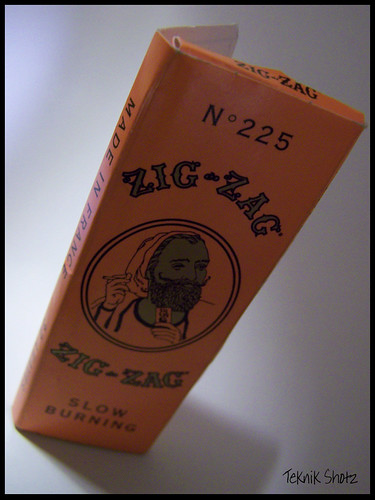 ZIG-ZAG
N° 225
ZIG-ZAG
ZIG-ZAG
SLOW
BURNING
MADE IN FRANCE
Teknik Shotz